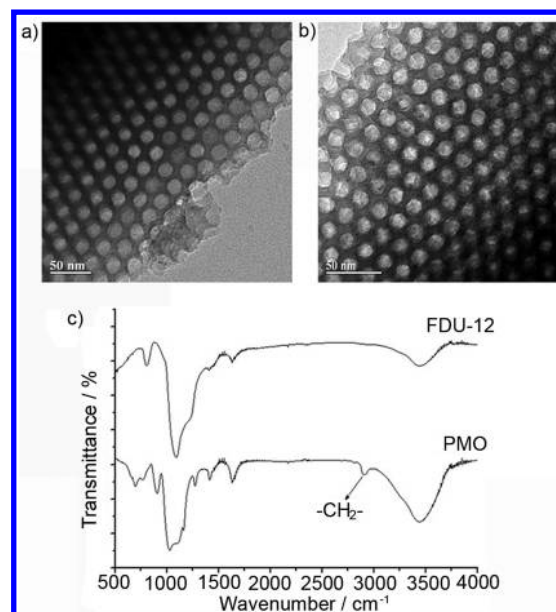 a)
b)
50 nm
50 nm
c)
FDU-12
PMO
-CH₂-
Transmittance / %
500 1000 1500 2000 2500 3000 3500 4000
Wavenumber / cm⁻¹